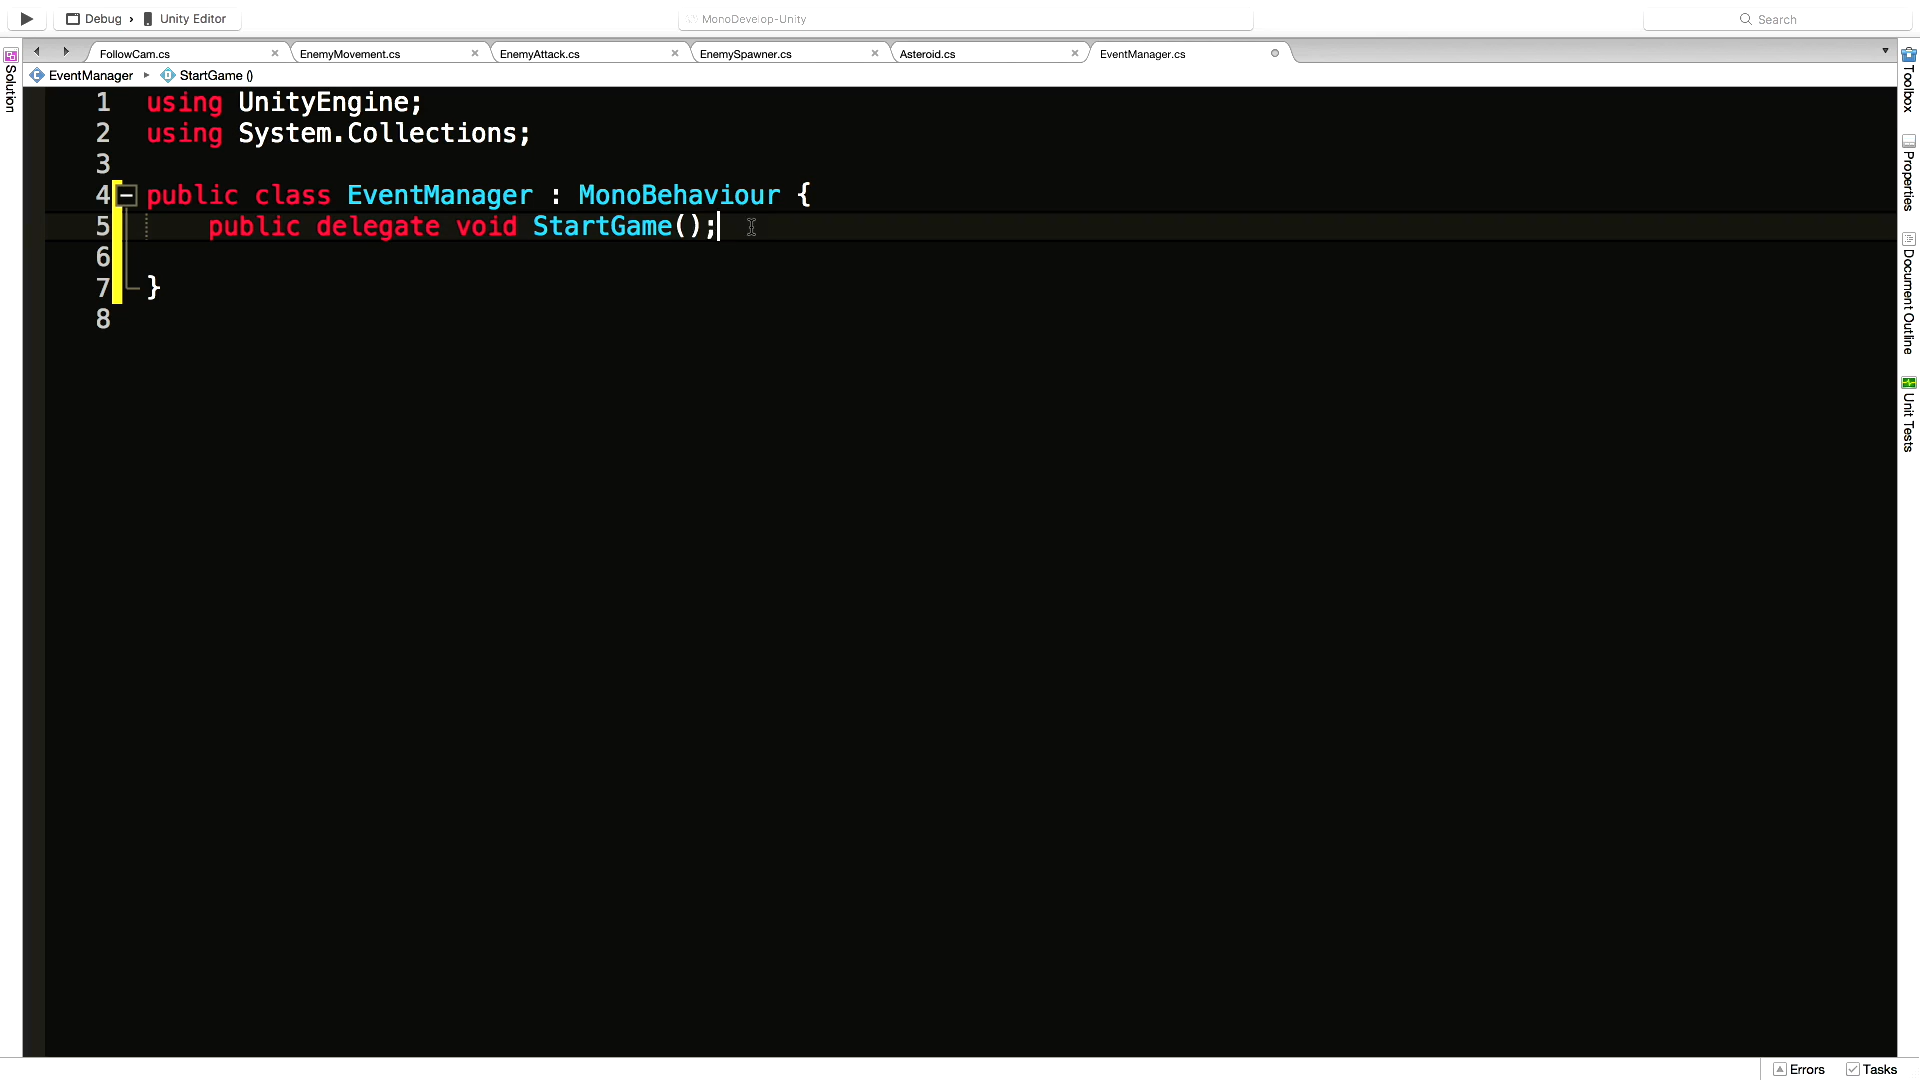 Debug › Unity Editor
MonoDevelop-Unity
Search
FollowCam.cs
EnemyMovement.cs
EnemyAttack.cs
EnemySpawner.cs
Asteroid.cs
EventManager.cs
EventManager
StartGame ()
1 using UnityEngine;
2 using System.Collections;
3
4 public class EventManager : MonoBehaviour {
5 public delegate void StartGame();
6
7 }
8
Solution
Toolbox
Properties
Document Outline
Unit Tests
Errors
Tasks